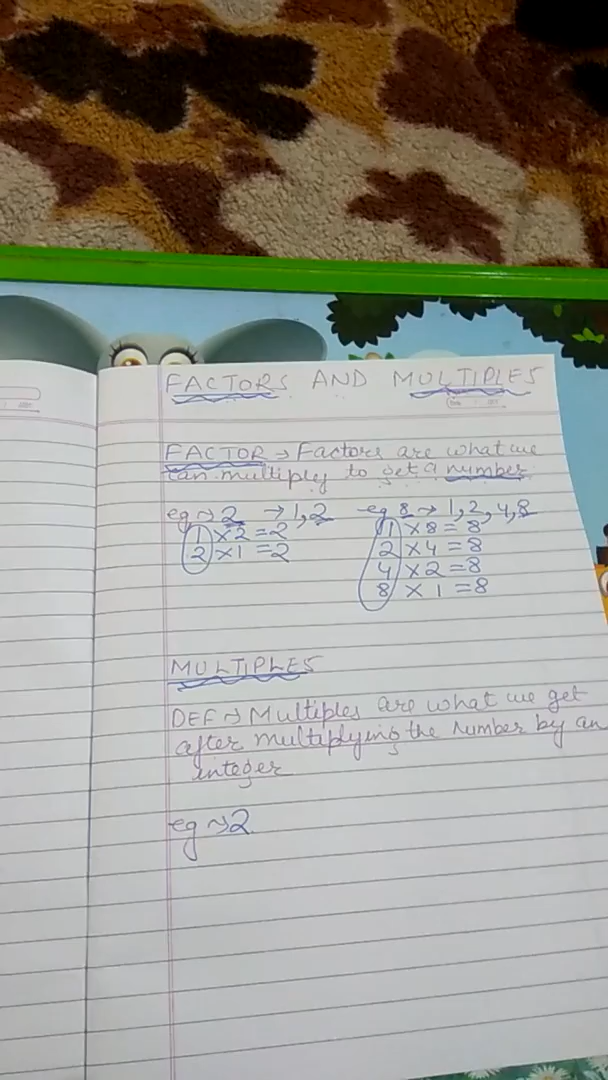 FACTORS AND MULTIPLES
FACTOR → Factors are what we
can multiply to get a number
eg → 2 → 1, 2
1 × 2 = 2
2 × 1 = 2
eg 8 → 1, 2, 4, 8
1 × 8 = 8
2 × 4 = 8
4 × 2 = 8
8 × 1 = 8
MULTIPLES
DEF → Multiples are what we get
after multiplying the number by an
integer
eg → 2